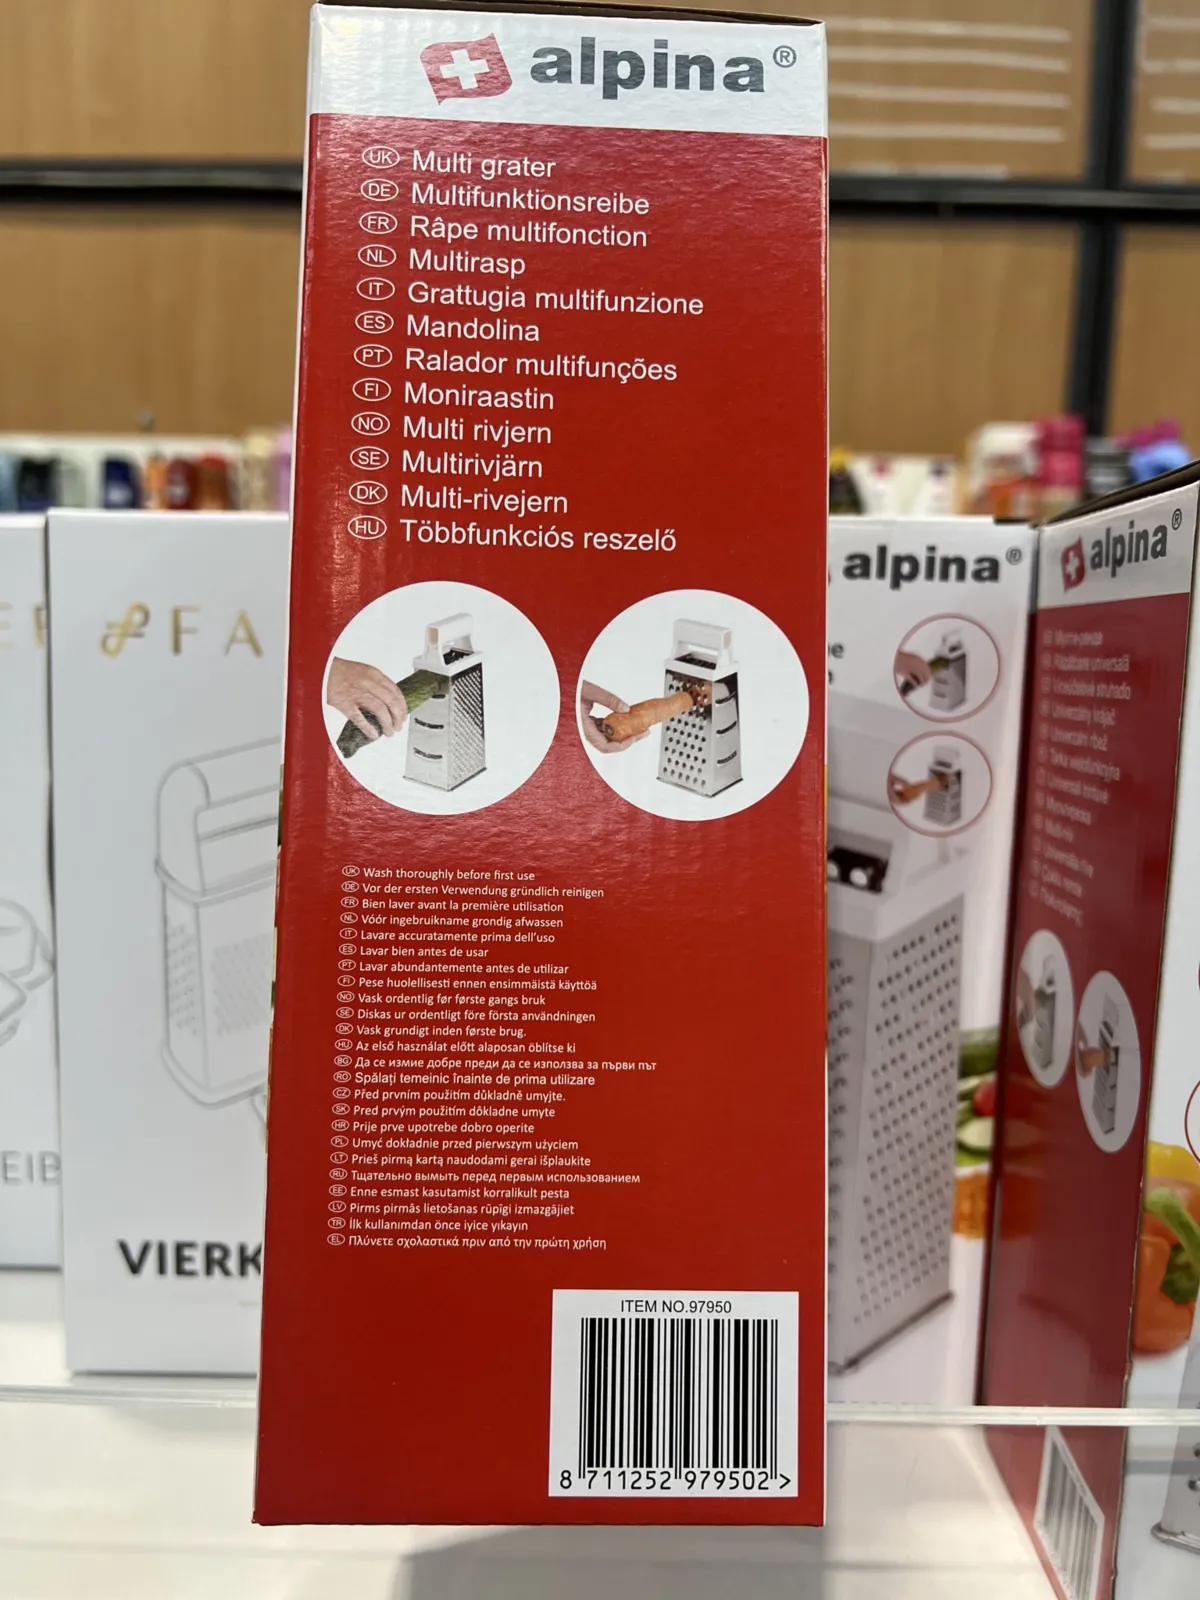 alpina®
UK Multi grater
DE Multifunktionsreibe
FR Râpe multifonction
NL Multirasp
IT Grattugia multifunzione
ES Mandolina
PT Ralador multifunções
FI Moniraastin
NO Multi rivjern
SE Multirivjärn
DK Multi-rivejern
HU Többfunkciós reszelő
UK Wash thoroughly before first use
DE Vor der ersten Verwendung gründlich reinigen
FR Bien laver avant la première utilisation
NL Vóór ingebruikname grondig afwassen
IT Lavare accuratamente prima dell'uso
ES Lavar bien antes de usar
PT Lavar abundantemente antes de utilizar
FI Pese huolellisesti ennen ensimmäistä käyttöä
NO Vask ordentlig før første gangs bruk
SE Diskas ur ordentligt före första användningen
DK Vask grundigt inden første brug.
HU Az első használat előtt alaposan öblítse ki
BG Да се измие добре преди да се използва за първи път
RO Spălați temeinic înainte de prima utilizare
CZ Před prvním použitím důkladně umyjte.
SK Pred prvým použitím dôkladne umyte
HR Prije prve upotrebe dobro operite
PL Umyć dokładnie przed pierwszym użyciem
LT Prieš pirmą kartą naudodami gerai išplaukite
RU Тщательно вымыть перед первым использованием
EE Enne esmast kasutamist korralikult pesta
LV Pirms pirmās lietošanas rūpīgi izmazgājiet
TR İlk kullanımdan önce iyice yıkayın
EL Πλύνετε σχολαστικά πριν από την πρώτη χρήση
ITEM NO.97950
8 711252 979502 >
FA
VIERK
EIB
alpina®
alpina®